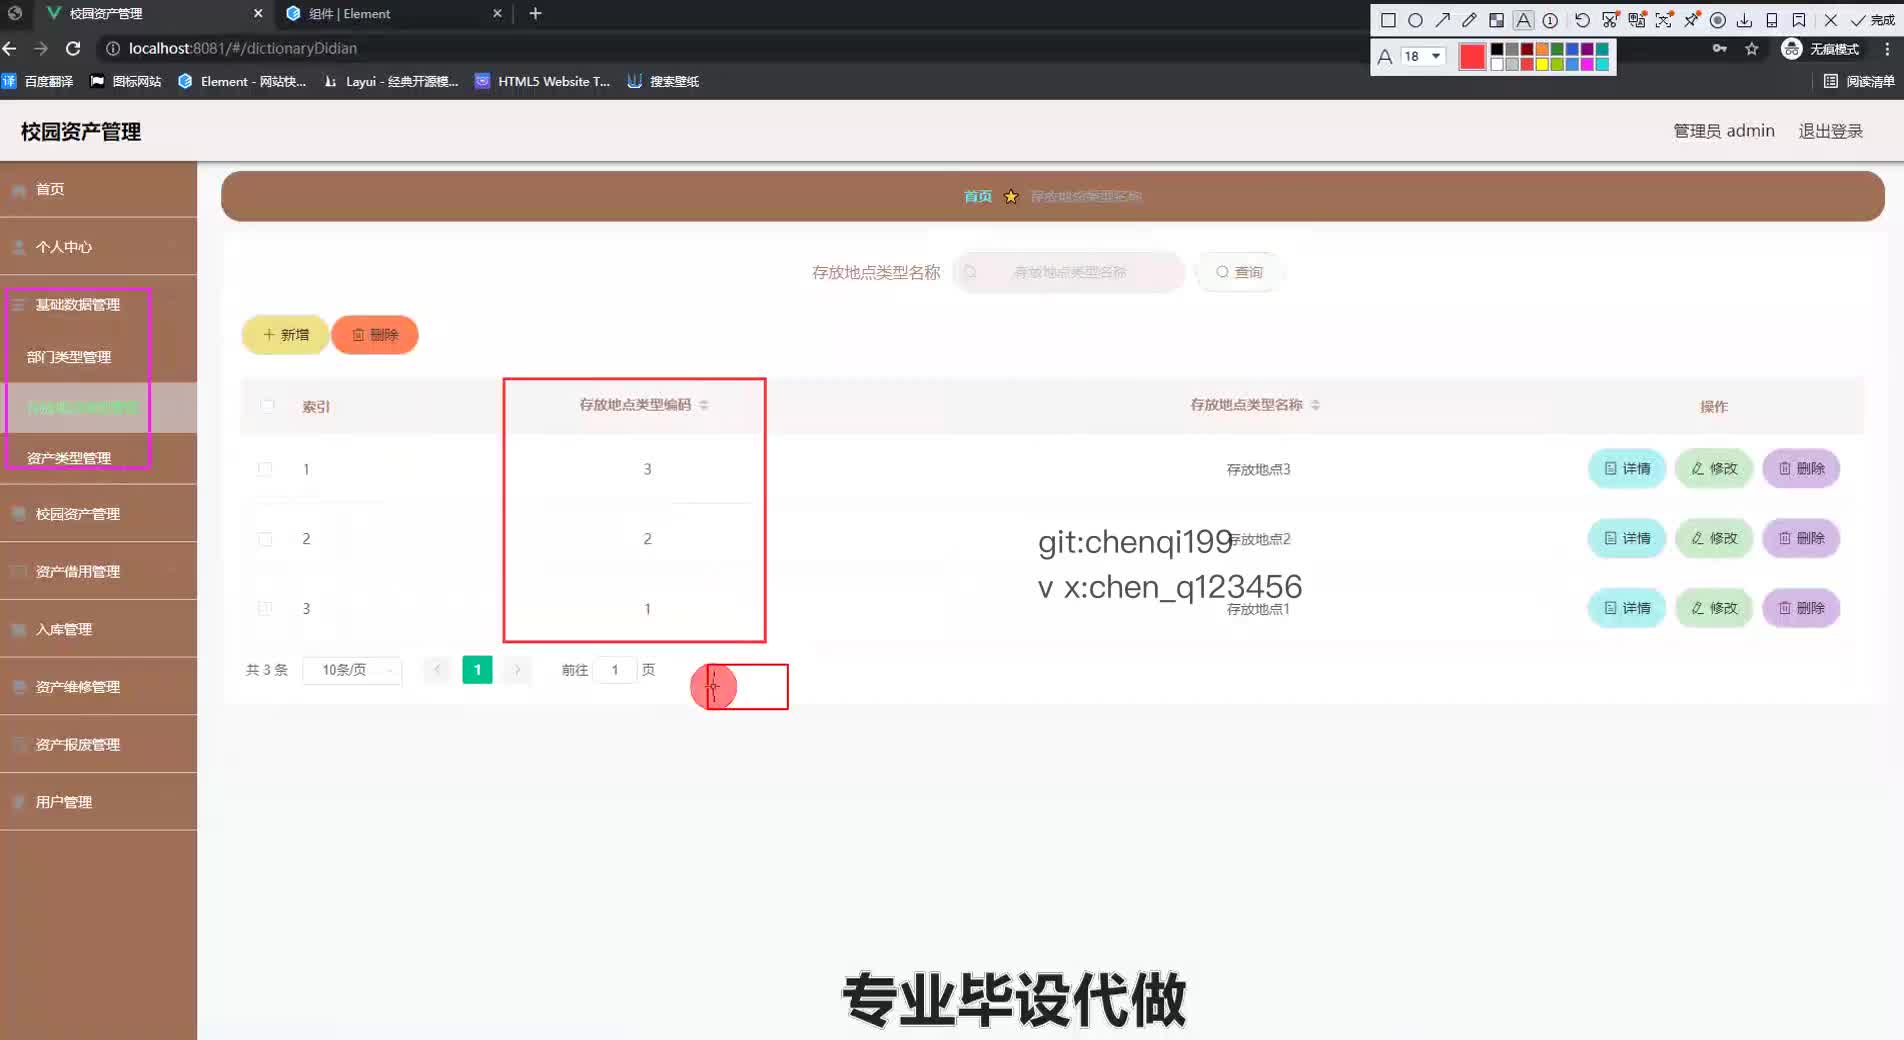 校园资产管理
组件 | Element
完成
localhost:8081/#/dictionaryDidian
18
无痕模式
百度翻译
图标网站
Element - 网站快...
Layui - 经典开源模...
HTML5 Website T...
搜索壁纸
阅读清单
校园资产管理
管理员 admin
退出登录
首页
首页
存放地点类型名称
个人中心
存放地点类型名称
存放地点类型名称
查询
基础数据管理
新增
删除
部门类型管理
索引
存放地点类型编码
存放地点类型名称
操作
资产类型管理
1
3
存放地点3
详情
修改
删除
校园资产管理
2
2
存放地点2
详情
修改
删除
git:chenqi199
资产借用管理
v x:chen_q123456
3
1
存放地点1
详情
修改
删除
入库管理
共 3 条
10条/页
1
前往
1
页
资产维修管理
资产报废管理
用户管理
专业毕设代做